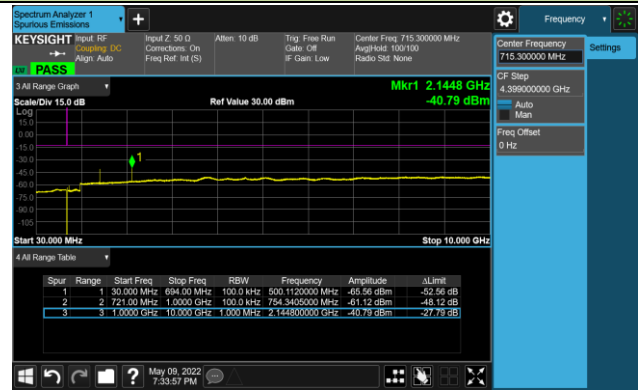 Spectrum Analyzer 1
Spurious Emissions
+
Frequency
KEYSIGHT Input: RF Input Z: 50 Ω Atten: 10 dB Trig: Free Run Center Freq: 715.300000 MHz
Coupling: DC Corrections: On Gate: Off Avg|Hold: 100/100
Align: Auto Freq Ref: Int (S) IF Gain: Low Radio Std: None
PASS
Center Frequency
715.300000 MHz
Settings
CF Step
4.399000000 GHz
Auto
Man
Freq Offset
0 Hz
3 All Range Graph
Mkr1 2.1448 GHz
Scale/Div 15.0 dB Ref Value 30.00 dBm -40.79 dBm
Log
15.0
0.00
-15.0
-30.0
-45.0
-60.0
-75.0
-90.0
-105
1
Start 30.000 MHz Stop 10.000 GHz
4 All Range Table
Spur Range Start Freq Stop Freq RBW Frequency Amplitude ΔLimit
1 1 30.000 MHz 694.00 MHz 100.0 kHz 500.1120000 MHz -65.56 dBm -52.56 dB
2 2 721.00 MHz 1.0000 GHz 100.0 kHz 754.3405000 MHz -61.12 dBm -48.12 dB
3 3 1.0000 GHz 10.000 GHz 1.000 MHz 2.144800000 GHz -40.79 dBm -27.79 dB
?
May 09, 2022
7:33:57 PM